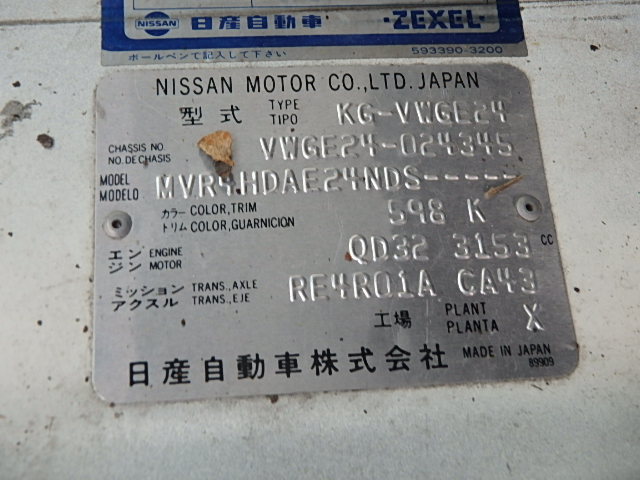 NISSAN 日産自動車 ·ZEXEL·
ボールペンで記入して下さい 593390-3200
NISSAN MOTOR CO.,LTD. JAPAN
型式 TYPE TIPO KG-VWGE24
CHASSIS NO. NO.DE CHASIS VWGE24-024345
MODEL MODELO MVR4HDAE24NDS-----
カラー COLOR,TRIM トリム COLOR,GUARNICION 598 K
エンジン ENGINE MOTOR QD32 3153 CC
ミッション TRANS.,AXLE アクスル TRANS.,EJE RE4R01A CA43
工場 PLANT PLANTA X
日産自動車株式会社 MADE IN JAPAN
89909